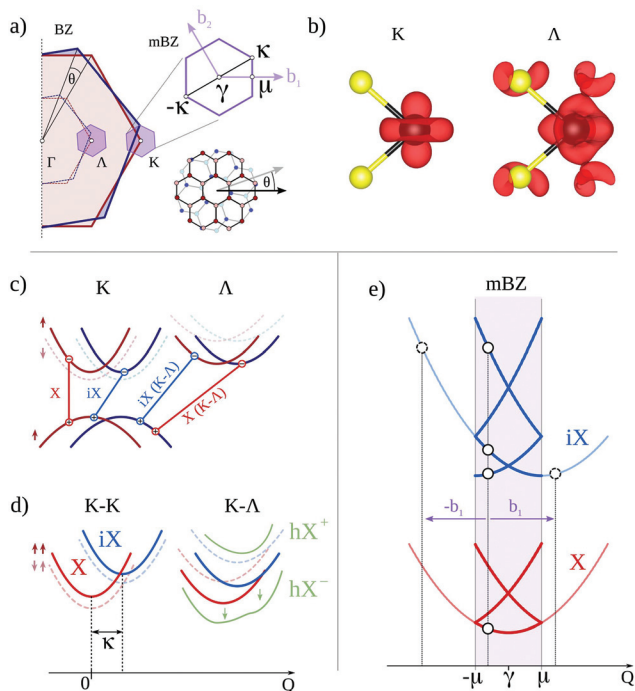 a)
BZ
θ
Γ
Λ
K
mBZ
b₂
κ
γ
b₁
μ
-κ
θ
b)
K
Λ
c)
K
Λ
X
iX
iX (K-Λ)
X (K-Λ)
d)
K-K
K-Λ
iX
X
hX⁺
hX⁻
κ
0
Q
e)
mBZ
iX
-b₁
b₁
X
-μ
γ
μ
Q